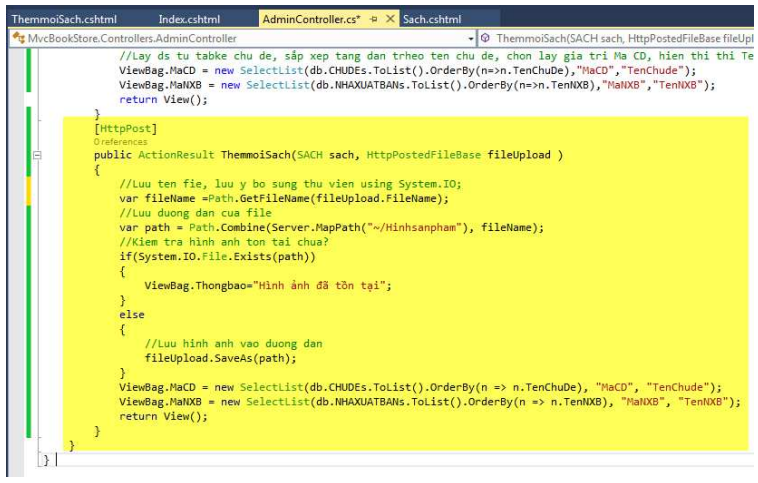 ThemmoiSach.cshtml Index.cshtml AdminController.cs* Sach.cshtml
MvcBookStore.Controllers.AdminController ThemmoiSach(SACH sach, HttpPostedFileBase fileUpl
//Lay ds tu tabke chu de, sắp xep tang dan trheo ten chu de, chon lay gia tri Ma CD, hien thi thi Te
ViewBag.MaCD = new SelectList(db.CHUDEs.ToList().OrderBy(n=>n.TenChuDe),"MaCD","TenChude");
ViewBag.MaNXB = new SelectList(db.NHAXUATBANs.ToList().OrderBy(n=>n.TenNXB),"MaNXB","TenNXB");
return View();
}
[HttpPost]
0 references
public ActionResult ThemmoiSach(SACH sach, HttpPostedFileBase fileUpload )
{
//Luu ten fie, luu y bo sung thu vien using System.IO;
var fileName =Path.GetFileName(fileUpload.FileName);
//Luu duong dan cua file
var path = Path.Combine(Server.MapPath("~/Hinhsanpham"), fileName);
//Kiem tra hình anh ton tai chua?
if(System.IO.File.Exists(path))
{
ViewBag.Thongbao="Hình ảnh đã tồn tại";
}
else
{
//Luu hinh anh vao duong dan
fileUpload.SaveAs(path);
}
ViewBag.MaCD = new SelectList(db.CHUDEs.ToList().OrderBy(n => n.TenChuDe), "MaCD", "TenChude");
ViewBag.MaNXB = new SelectList(db.NHAXUATBANs.ToList().OrderBy(n => n.TenNXB), "MaNXB", "TenNXB");
return View();
}
}
}